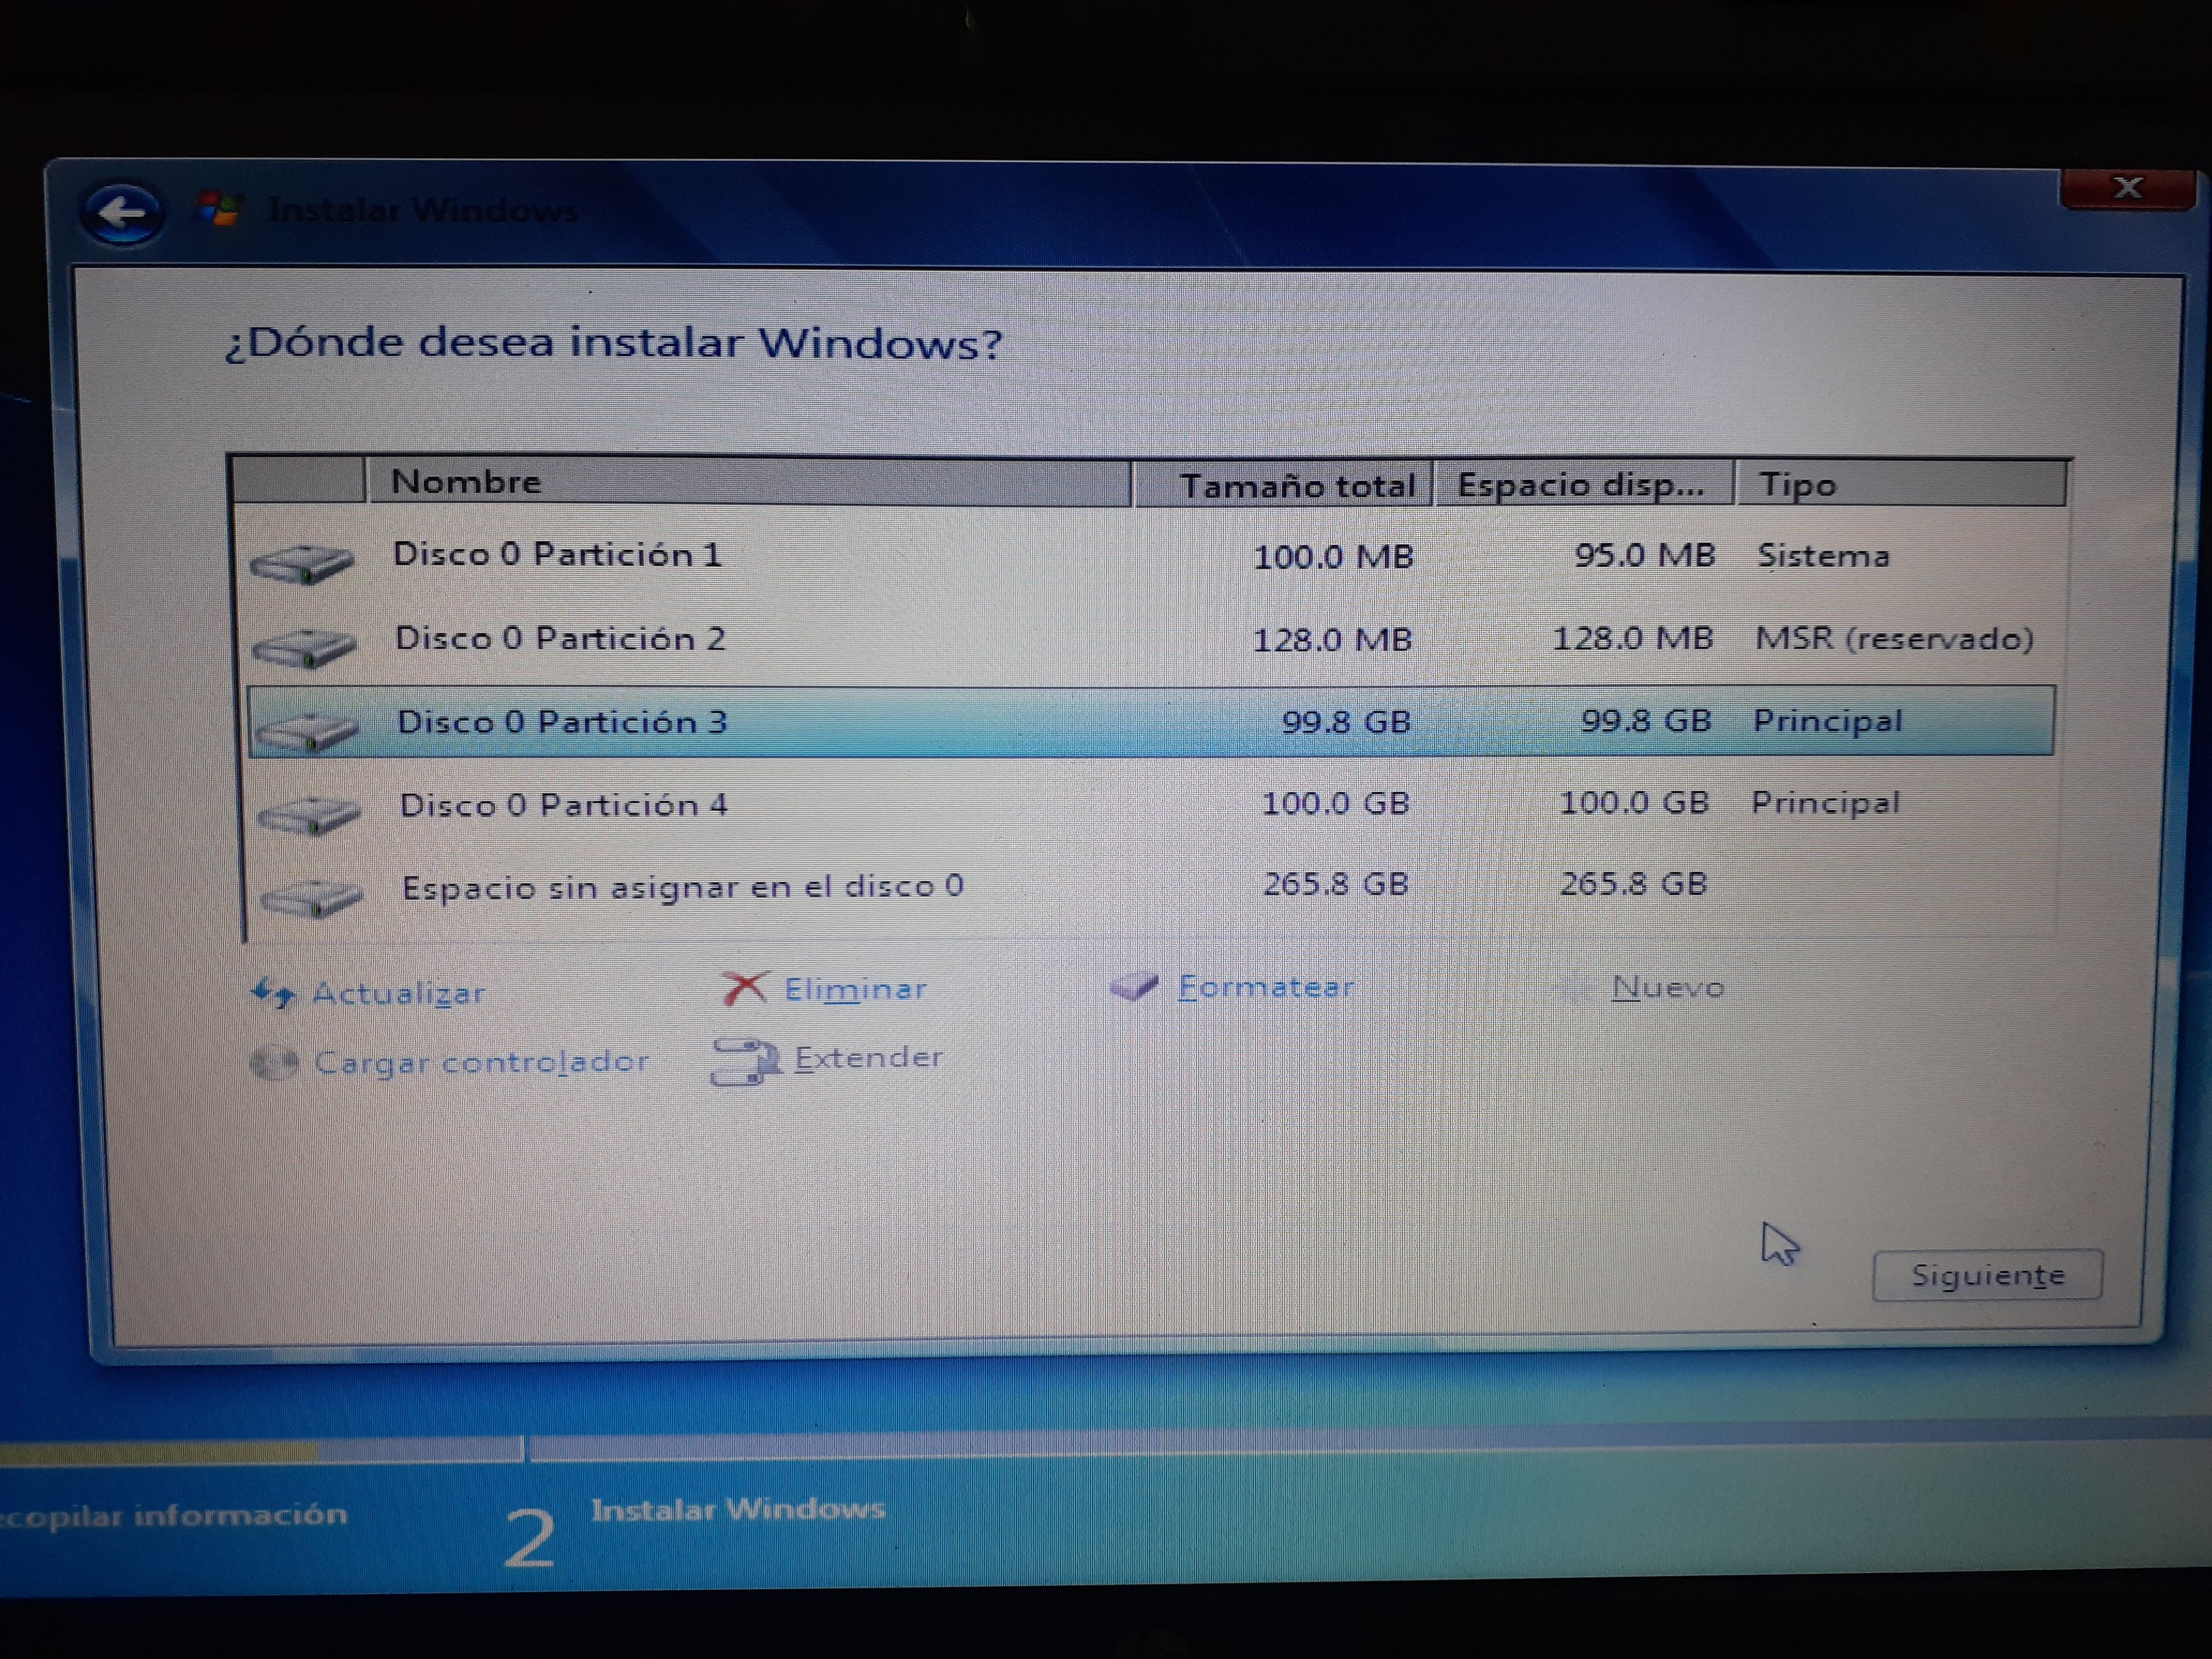 Instalar Windows
¿Dónde desea instalar Windows?
Nombre Tamaño total Espacio disp... Tipo
Disco 0 Partición 1 100.0 MB 95.0 MB Sistema
Disco 0 Partición 2 128.0 MB 128.0 MB MSR (reservado)
Disco 0 Partición 3 99.8 GB 99.8 GB Principal
Disco 0 Partición 4 100.0 GB 100.0 GB Principal
Espacio sin asignar en el disco 0 265.8 GB 265.8 GB
Actualizar Eliminar Formatear Nuevo
Cargar controlador Extender
Siguiente
ecopilar información 2 Instalar Windows